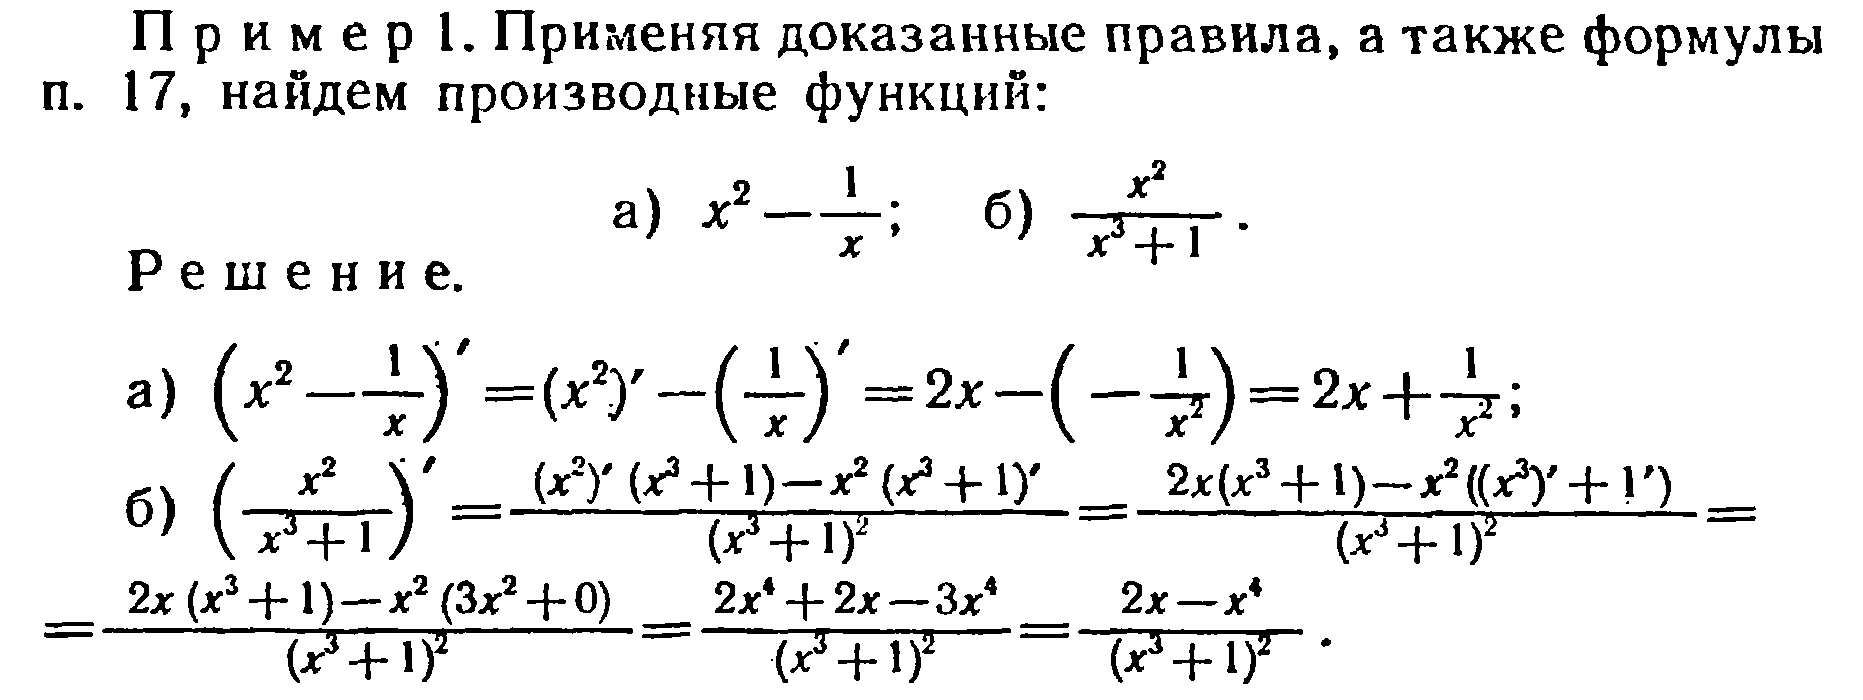 Пример 1. Применяя доказанные правила, а также формулы
п. 17, найдем производные функций:
а) x² − 1/x; б) x²/(x³ + 1).
Решение.
а) (x² − 1/x)′ = (x²)′ − (1/x)′ = 2x − (− 1/x²) = 2x + 1/x²;
б) (x²/(x³ + 1))′ = ((x²)′ (x³ + 1) − x² (x³ + 1)′)/(x³ + 1)² = (2x(x³ + 1) − x² ((x³)′ + 1′))/(x³ + 1)² =
= (2x (x³ + 1) − x² (3x² + 0))/(x³ + 1)² = (2x⁴ + 2x − 3x⁴)/(x³ + 1)² = (2x − x⁴)/(x³ + 1)².